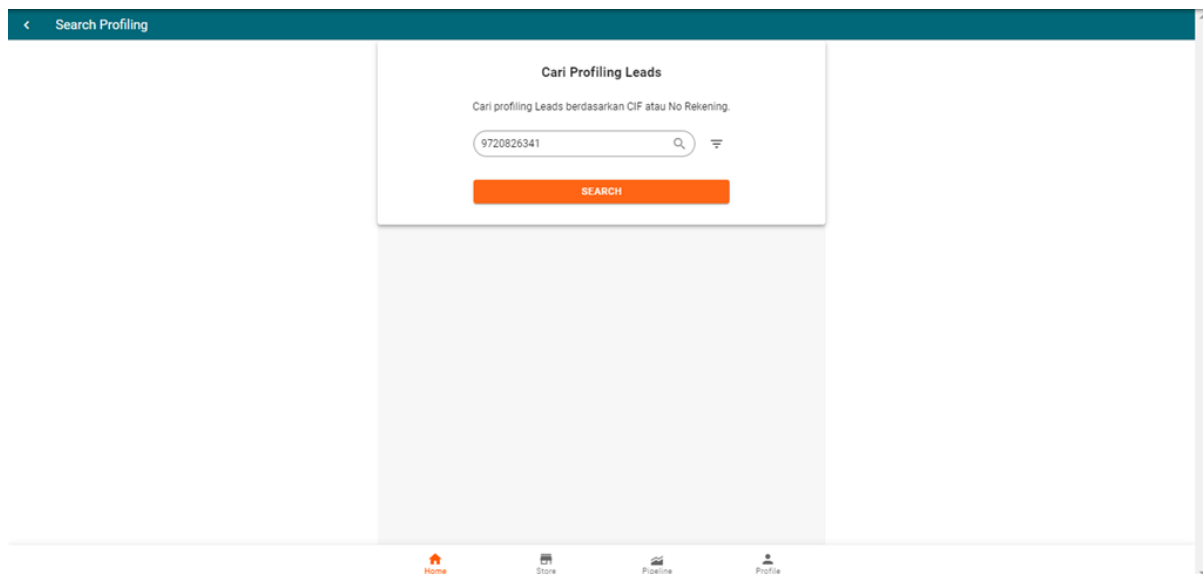 Search Profiling
Cari Profiling Leads
Cari profiling Leads berdasarkan CIF atau No Rekening.
9720826341
SEARCH
Home
Store
Pipeline
Profile